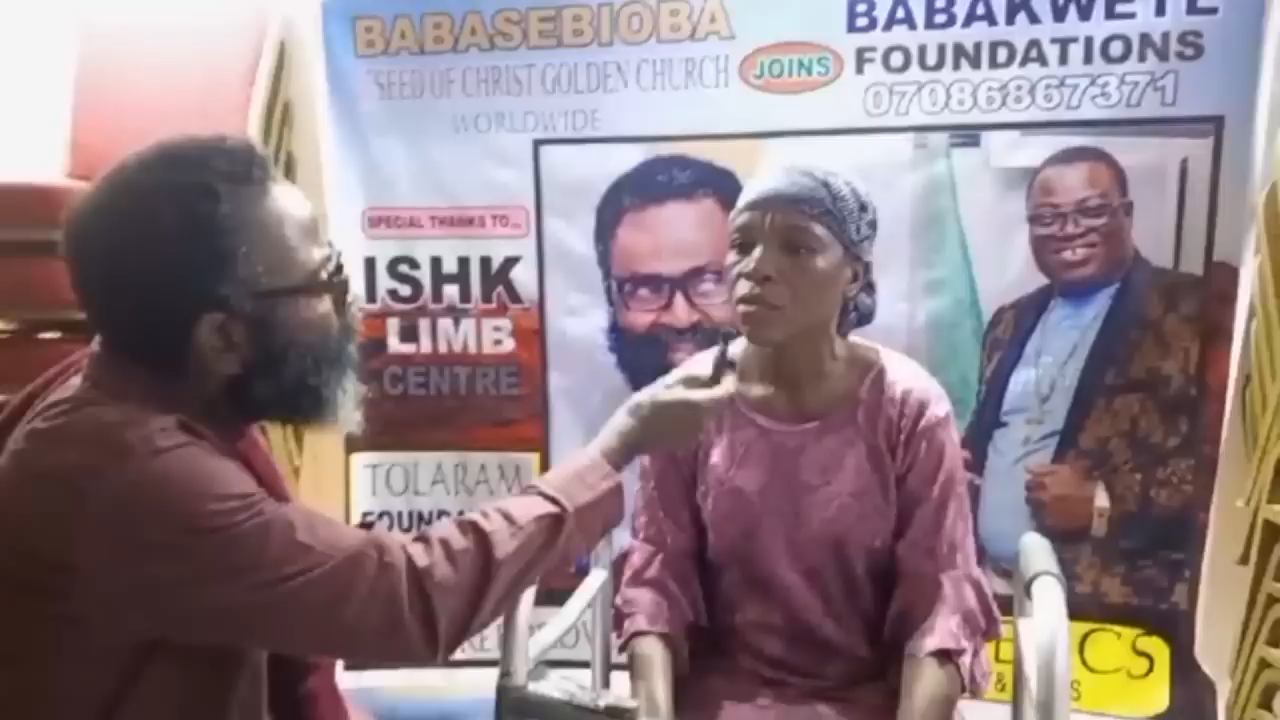 BABASEBIOBA
"SEED OF CHRIST GOLDEN CHURCH
WORLDWIDE
JOINS
BABAKWETE
FOUNDATIONS
07086867371
SPECIAL THANKS TO...
ISHK
LIMB
CENTRE
TOLARAM
CS
&